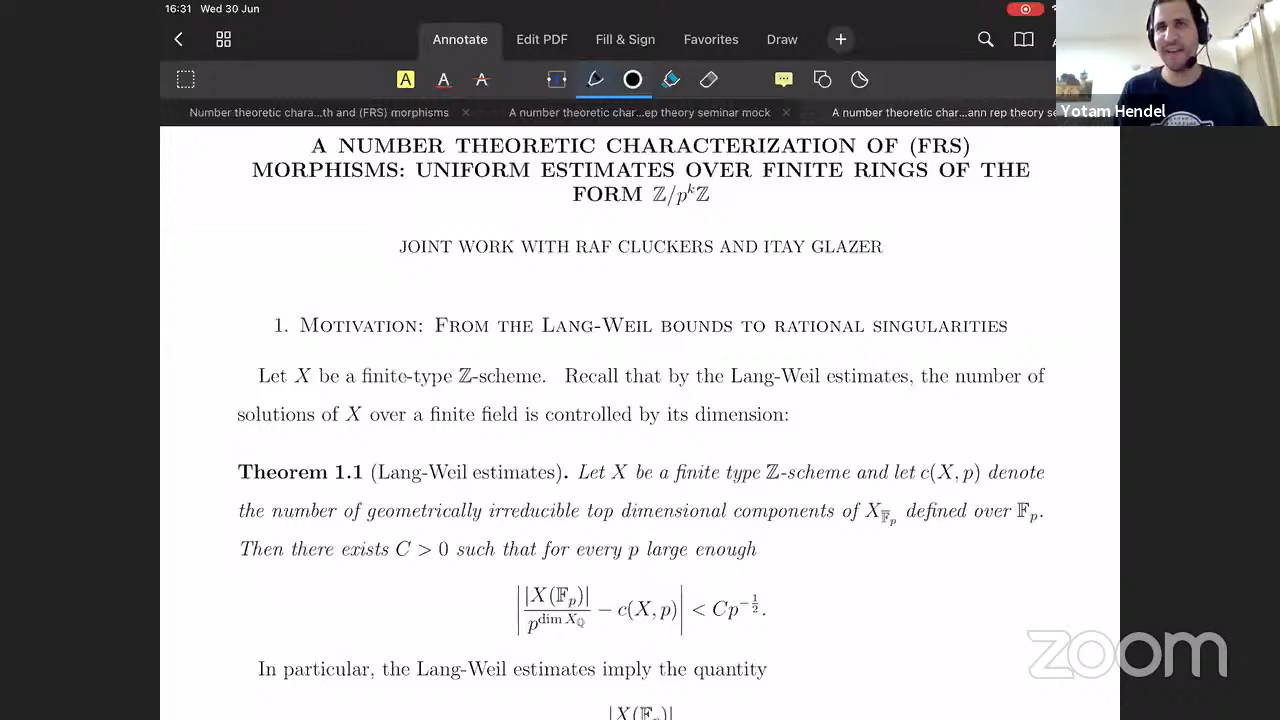 16:31 Wed 30 Jun
Annotate Edit PDF Fill & Sign Favorites Draw
Number theoretic chara...th and (FRS) morphisms
A number theoretic char...ep theory seminar mock
A number theoretic char...ann rep theory se
Yotam Hendel
A NUMBER THEORETIC CHARACTERIZATION OF (FRS)
MORPHISMS: UNIFORM ESTIMATES OVER FINITE RINGS OF THE
FORM ℤ/p^kℤ
JOINT WORK WITH RAF CLUCKERS AND ITAY GLAZER
1. MOTIVATION: FROM THE LANG-WEIL BOUNDS TO RATIONAL SINGULARITIES
Let X be a finite-type ℤ-scheme. Recall that by the Lang-Weil estimates, the number of
solutions of X over a finite field is controlled by its dimension:
Theorem 1.1 (Lang-Weil estimates). Let X be a finite type ℤ-scheme and let c(X, p) denote
the number of geometrically irreducible top dimensional components of X_{\overline{𝔽}_p} defined over 𝔽_p.
Then there exists C > 0 such that for every p large enough
| |X(𝔽_p)| / p^{dim X_ℚ} − c(X, p) | < Cp^{−1/2}.
In particular, the Lang-Weil estimates imply the quantity
|X(𝔽_p)|
zoom